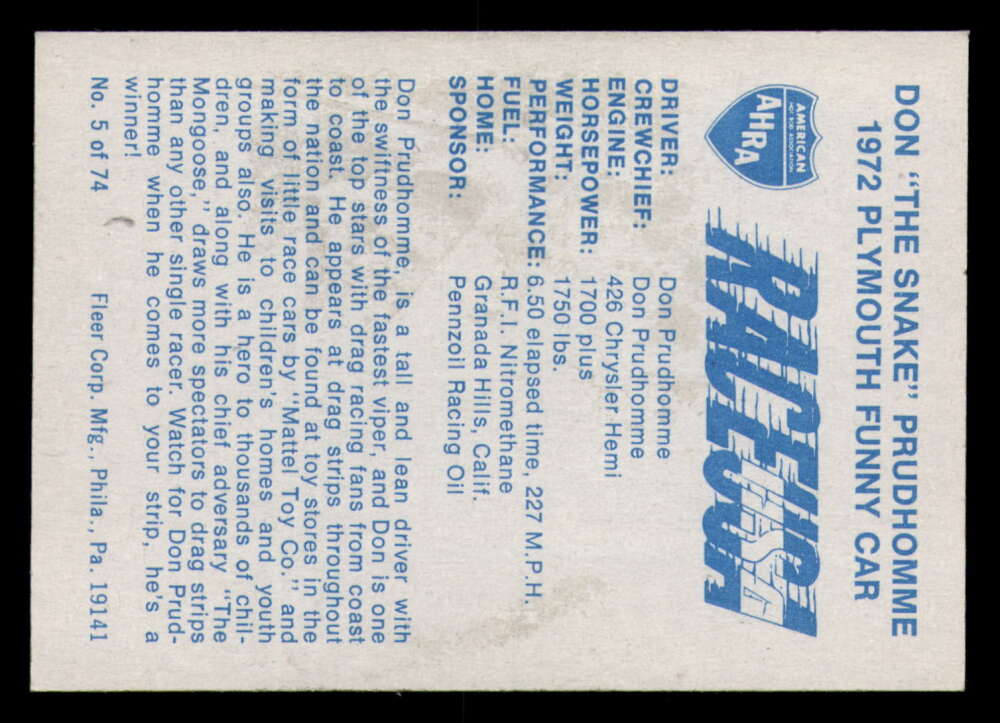 DON "THE SNAKE" PRUDHOMME
1972 PLYMOUTH FUNNY CAR
AMERICAN
HOT ROD ASSOCIATION
AHRA
RACEWAY
USA
DRIVER: Don Prudhomme
CREWCHIEF: Don Prudhomme
ENGINE: 426 Chrysler Hemi
HORSEPOWER: 1700 plus
WEIGHT: 1750 lbs.
PERFORMANCE: 6.50 elapsed time, 227 M.P.H.
FUEL: R.F.I. Nitromethane
HOME: Granada Hills, Calif.
SPONSOR: Pennzoil Racing Oil
Don Prudhomme, is a tall and lean driver with
the swiftness of the fastest viper, and Don is one
of the top stars with drag racing fans from coast
to coast. He appears at drag strips throughout
the nation and can be found at toy stores in the
form of little race cars by "Mattel Toy Co." and
making visits to children's homes and youth
groups also. He is a hero to thousands of chil-
dren, and along with his chief adversary "The
Mongoose," draws more spectators to drag strips
than any other single racer. Watch for Don Prud-
homme when he comes to your strip, he's a
winner!
No. 5 of 74 Fleer Corp. Mfg., Phila., Pa. 19141